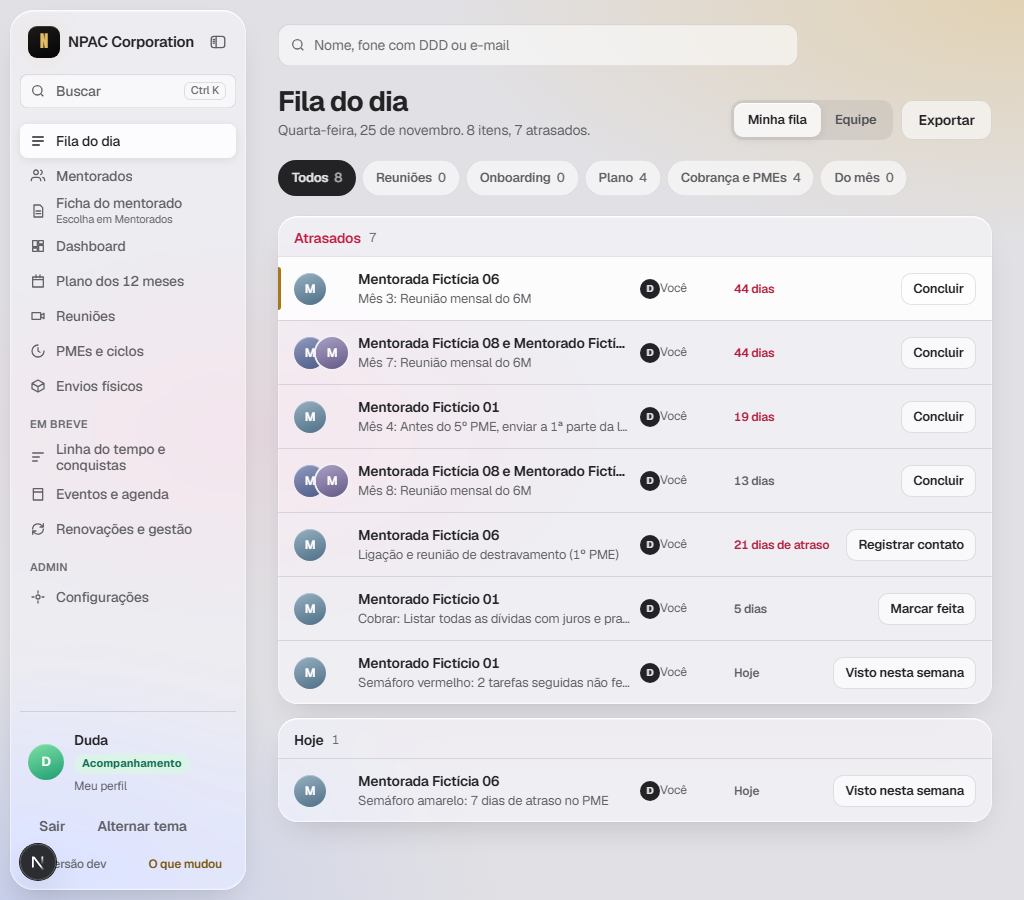 N
NPAC Corporation
Buscar
Ctrl K
Fila do dia
Mentorados
Ficha do mentorado
Escolha em Mentorados
Dashboard
Plano dos 12 meses
Reuniões
PMEs e ciclos
Envios físicos
EM BREVE
Linha do tempo e
conquistas
Eventos e agenda
Renovações e gestão
ADMIN
Configurações
D
Duda
Acompanhamento
Meu perfil
Sair
Alternar tema
N
ersão dev
O que mudou
Nome, fone com DDD ou e-mail
Fila do dia
Quarta-feira, 25 de novembro. 8 itens, 7 atrasados.
Minha fila
Equipe
Exportar
Todos 8
Reuniões 0
Onboarding 0
Plano 4
Cobrança e PMEs 4
Do mês 0
Atrasados 7
M
Mentorada Fictícia 06
Mês 3: Reunião mensal do 6M
D Você
44 dias
Concluir
M M
Mentorada Fictícia 08 e Mentorado Fictí...
Mês 7: Reunião mensal do 6M
D Você
44 dias
Concluir
M
Mentorado Fictício 01
Mês 4: Antes do 5º PME, enviar a 1ª parte da l...
D Você
19 dias
Concluir
M M
Mentorada Fictícia 08 e Mentorado Fictí...
Mês 8: Reunião mensal do 6M
D Você
13 dias
Concluir
M
Mentorada Fictícia 06
Ligação e reunião de destravamento (1º PME)
D Você
21 dias de atraso
Registrar contato
M
Mentorado Fictício 01
Cobrar: Listar todas as dívidas com juros e pra...
D Você
5 dias
Marcar feita
M
Mentorado Fictício 01
Semáforo vermelho: 2 tarefas seguidas não fe...
D Você
Hoje
Visto nesta semana
Hoje 1
M
Mentorada Fictícia 06
Semáforo amarelo: 7 dias de atraso no PME
D Você
Hoje
Visto nesta semana